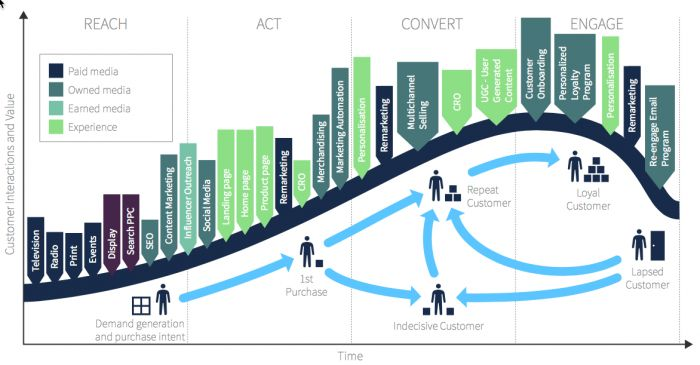 REACH
ACT
CONVERT
ENGAGE
Paid media
Owned media
Earned media
Experience
Customer Interactions and Value
Television
Radio
Print
Events
Display
Search PPC
SEO
Content Marketing
Influencer Outreach
Social Media
Landing page
Home page
Product page
Remarketing
CRO
Merchandising
Marketing Automation
Personalisation
Remarketing
Multichannel
Selling
CRO
UGC - User
Generated
Content
Customer
Onboarding
Personalized
Loyalty
Program
Personalisation
Remarketing
Re-engage Email
Program
Demand generation
and purchase intent
1st
Purchase
Repeat
Customer
Indecisive Customer
Loyal
Customer
Lapsed
Customer
Time